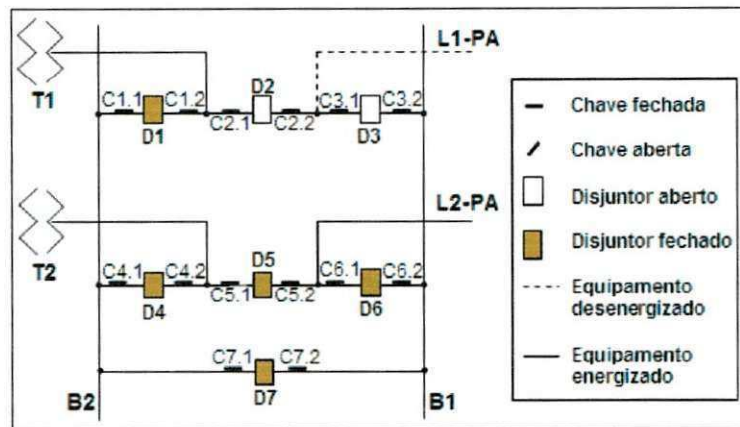 L1-PA
T1
C1.1 C1.2
D1
D2
C2.1 C2.2
C3.1 C3.2
D3
L2-PA
T2
C4.1 C4.2
D4
D5
C5.1 C5.2
C6.1 C6.2
D6
C7.1 C7.2
D7
B2
B1
Chave fechada
Chave aberta
Disjuntor aberto
Disjuntor fechado
Equipamento
desenergizado
Equipamento
energizado